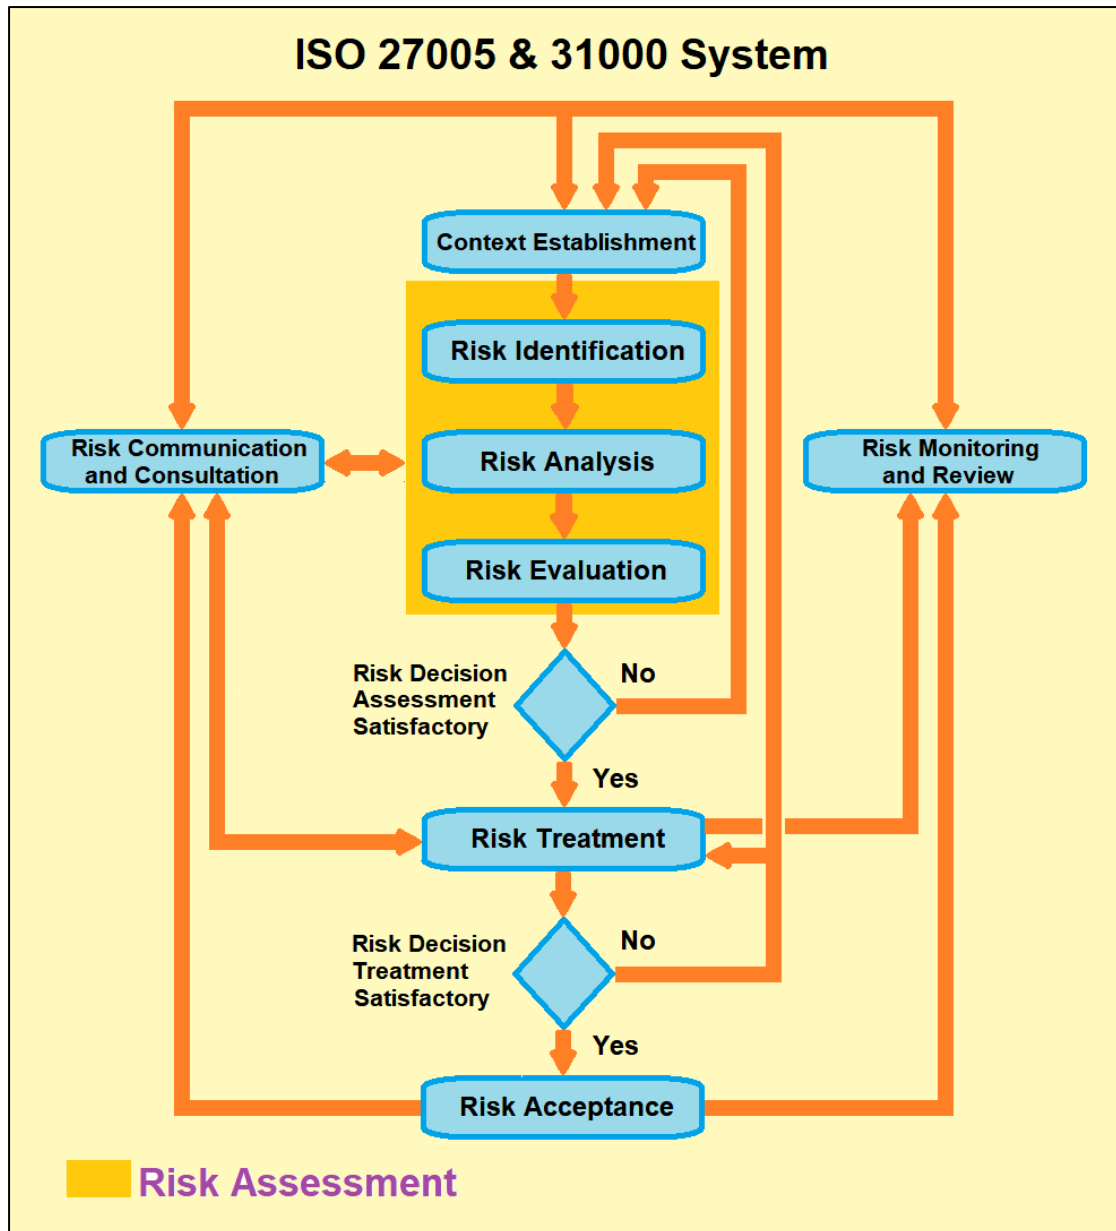 ISO 27005 & 31000 System
Context Establishment
Risk Identification
Risk Communication
and Consultation
Risk Analysis
Risk Monitoring
and Review
Risk Evaluation
Risk Decision
Assessment
Satisfactory
No
Yes
Risk Treatment
Risk Decision
Treatment
Satisfactory
No
Yes
Risk Acceptance
Risk Assessment